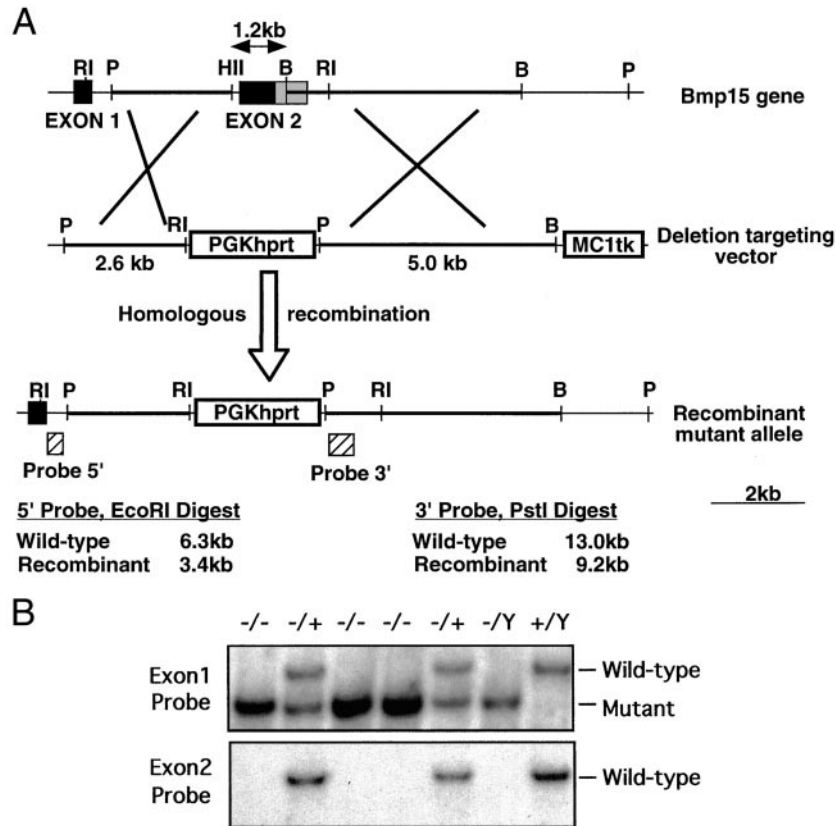 A
1.2kb
RI P HII B RI B P
EXON 1 EXON 2 Bmp15 gene
P RI PGKhprt P B MC1tk
2.6 kb 5.0 kb
Deletion targeting
vector
Homologous recombination
RI P RI PGKhprt P RI B P
Recombinant
mutant allele
Probe 5' Probe 3'
2kb
5' Probe, EcoRI Digest
Wild-type 6.3kb
Recombinant 3.4kb
3' Probe, PstI Digest
Wild-type 13.0kb
Recombinant 9.2kb
B
-/- -/+ -/- -/- -/+ -/Y +/Y
Exon1
Probe
Wild-type
Mutant
Exon2
Probe
Wild-type